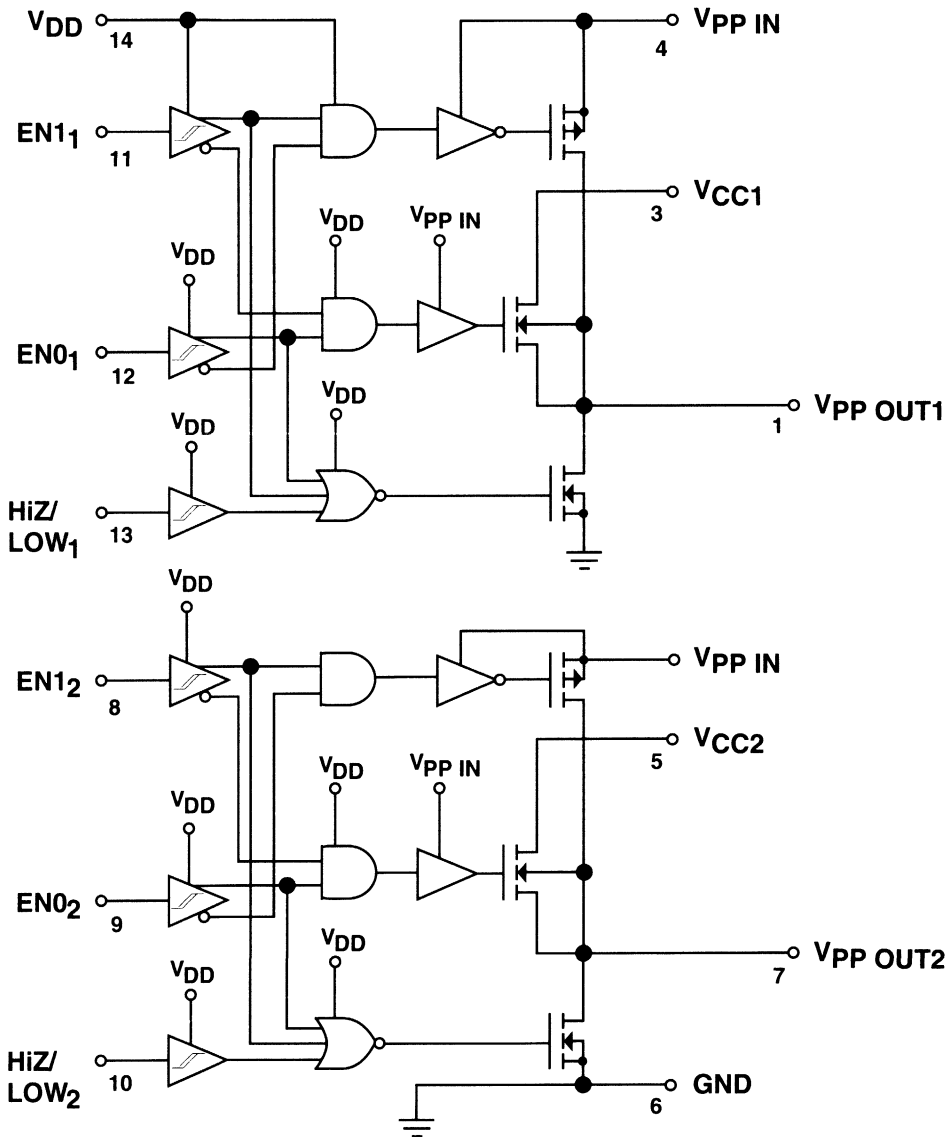 VDD
14
VPP IN
4
EN11
11
VCC1
3
VDD
VPP IN
VDD
EN01
12
VDD
VPP OUT1
1
VDD
HiZ/
LOW1
13
VDD
EN12
8
VPP IN
VCC2
5
VDD
VPP IN
VDD
EN02
9
VDD
VPP OUT2
7
VDD
HiZ/
LOW2
10
GND
6